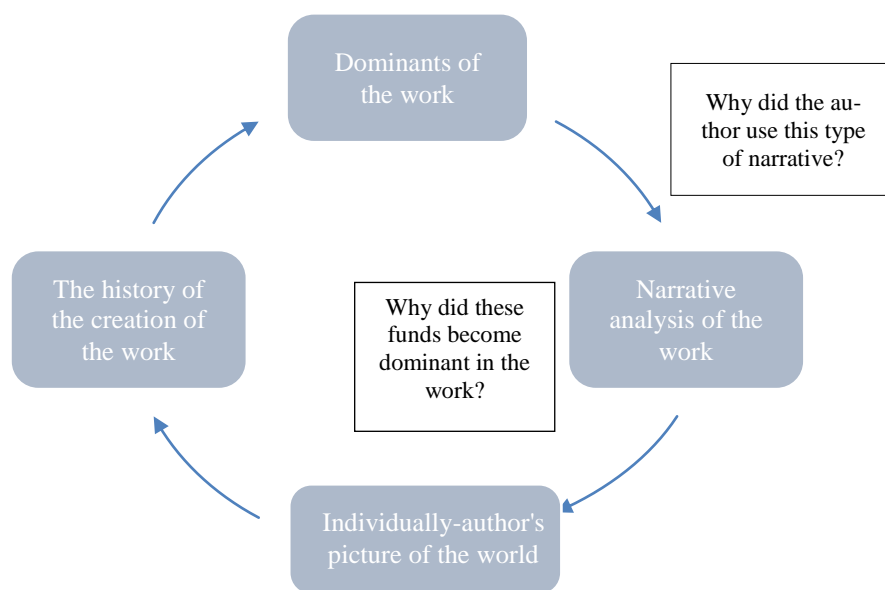 Dominants of
the work
Why did the au-
thor use this type
of narrative?
The history of
the creation of
the work
Why did these
funds become
dominant in the
work?
Narrative
analysis of the
work
Individually-author's
picture of the world